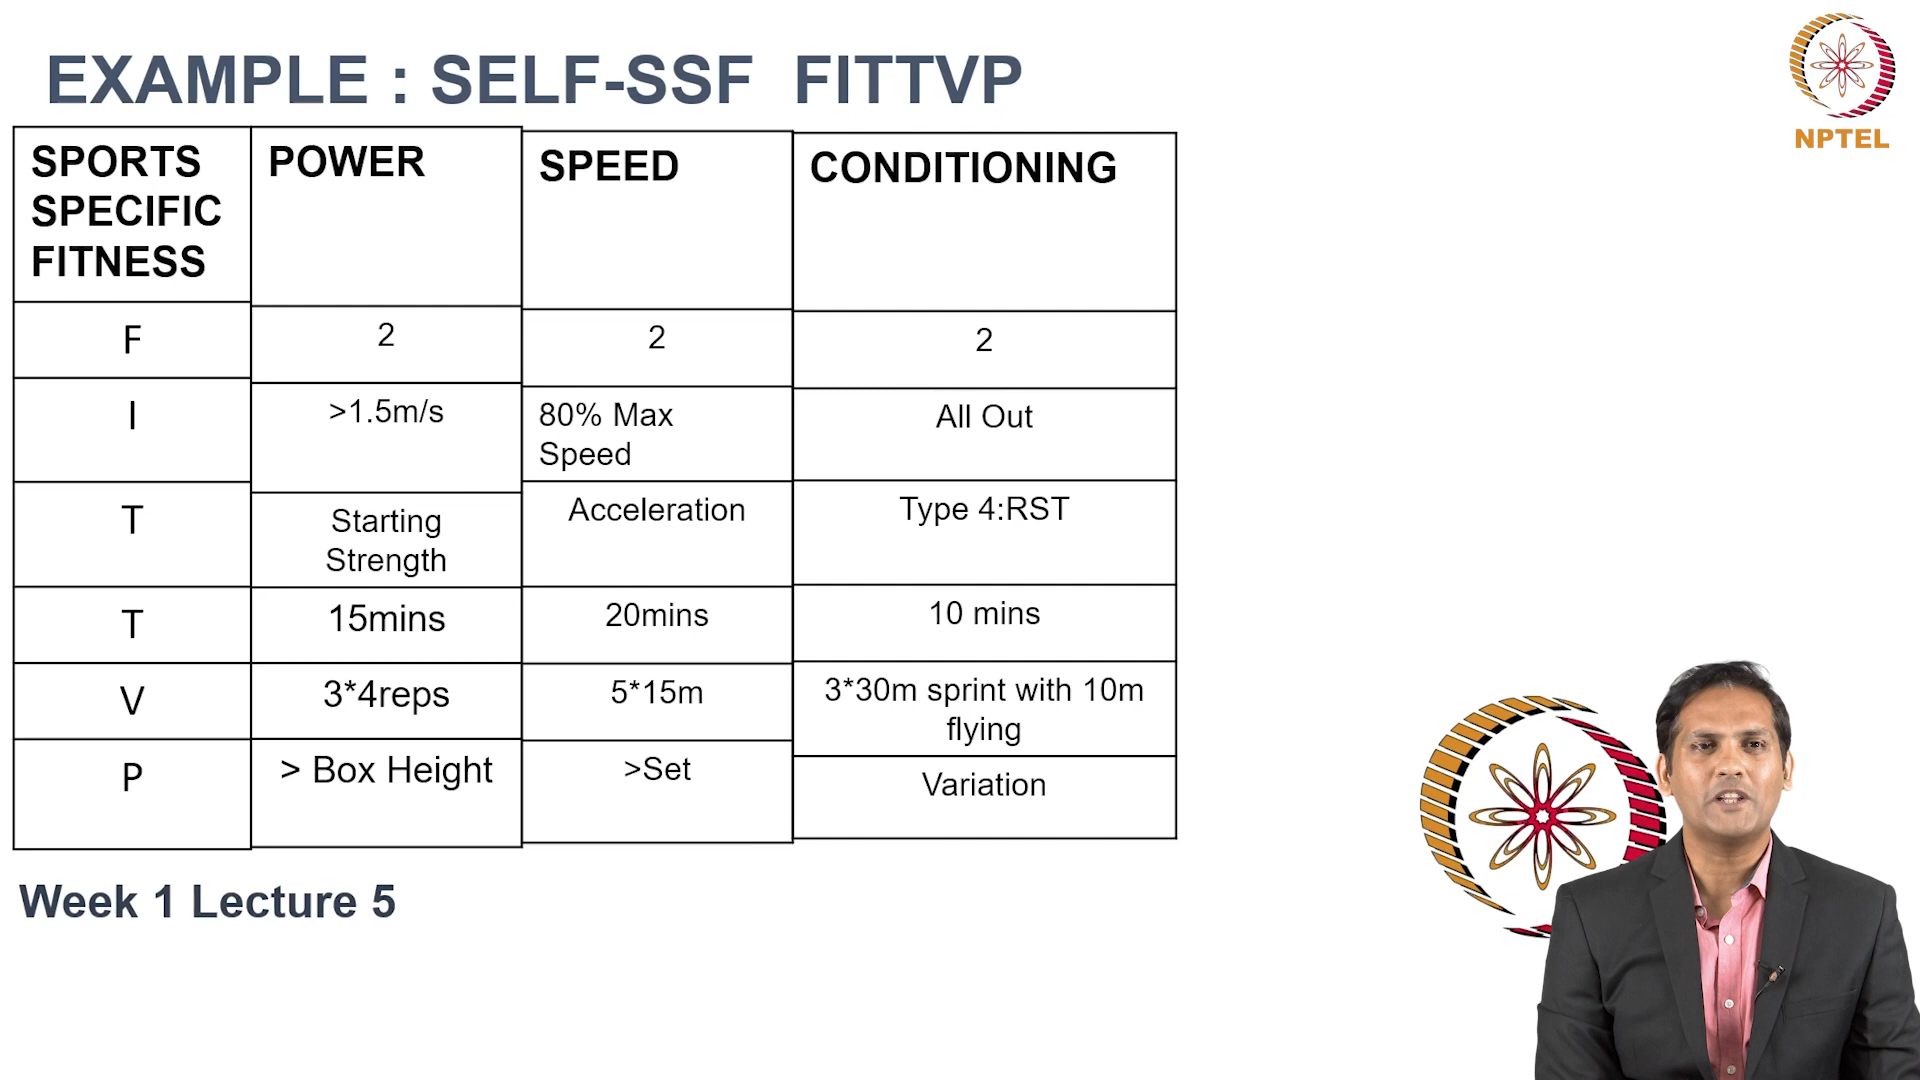 EXAMPLE : SELF-SSF FITTVP
NPTEL
SPORTS
SPECIFIC
FITNESS
POWER
SPEED
CONDITIONING
F
2
2
2
I
>1.5m/s
80% Max
Speed
All Out
T
Starting
Strength
Acceleration
Type 4:RST
T
15mins
20mins
10 mins
V
3*4reps
5*15m
3*30m sprint with 10m
flying
P
> Box Height
>Set
Variation
Week 1 Lecture 5